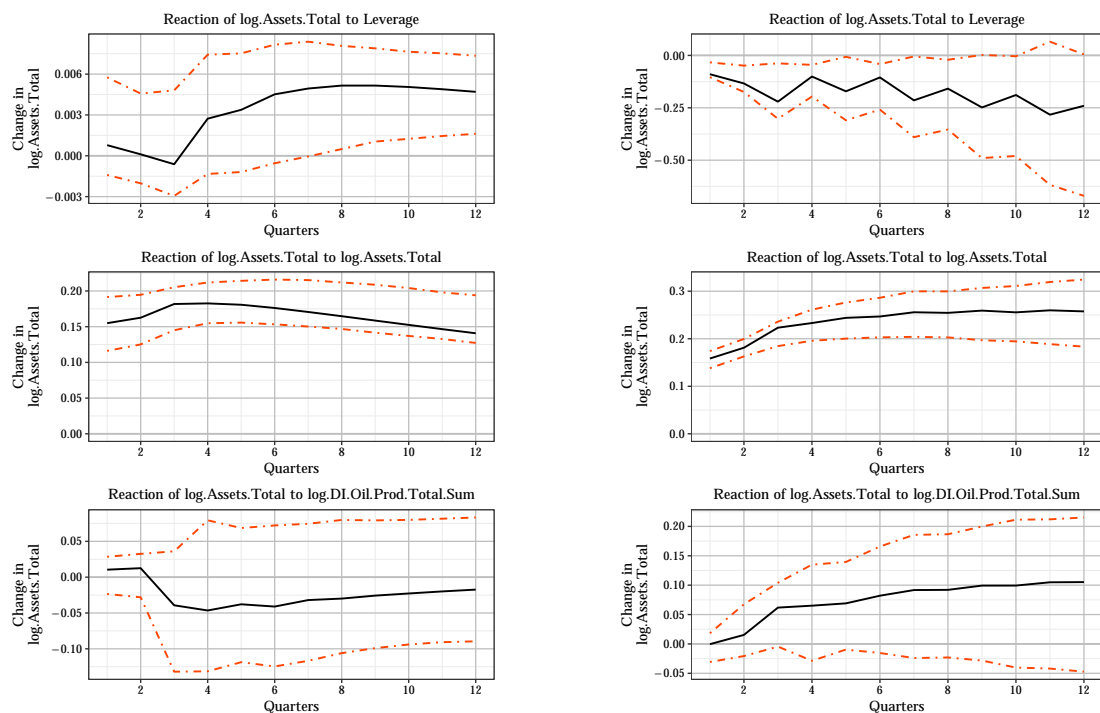 Reaction of log.Assets.Total to Leverage
Change in
log.Assets.Total
0.006
0.003
0.000
−0.003
2 4 6 8 10 12
Quarters
Reaction of log.Assets.Total to Leverage
Change in
log.Assets.Total
0.00
−0.25
−0.50
2 4 6 8 10 12
Quarters
Reaction of log.Assets.Total to log.Assets.Total
Change in
log.Assets.Total
0.20
0.15
0.10
0.05
0.00
2 4 6 8 10 12
Quarters
Reaction of log.Assets.Total to log.Assets.Total
Change in
log.Assets.Total
0.3
0.2
0.1
0.0
2 4 6 8 10 12
Quarters
Reaction of log.Assets.Total to log.DI.Oil.Prod.Total.Sum
Change in
log.Assets.Total
0.05
0.00
−0.05
−0.10
2 4 6 8 10 12
Quarters
Reaction of log.Assets.Total to log.DI.Oil.Prod.Total.Sum
Change in
log.Assets.Total
0.20
0.15
0.10
0.05
0.00
−0.05
2 4 6 8 10 12
Quarters